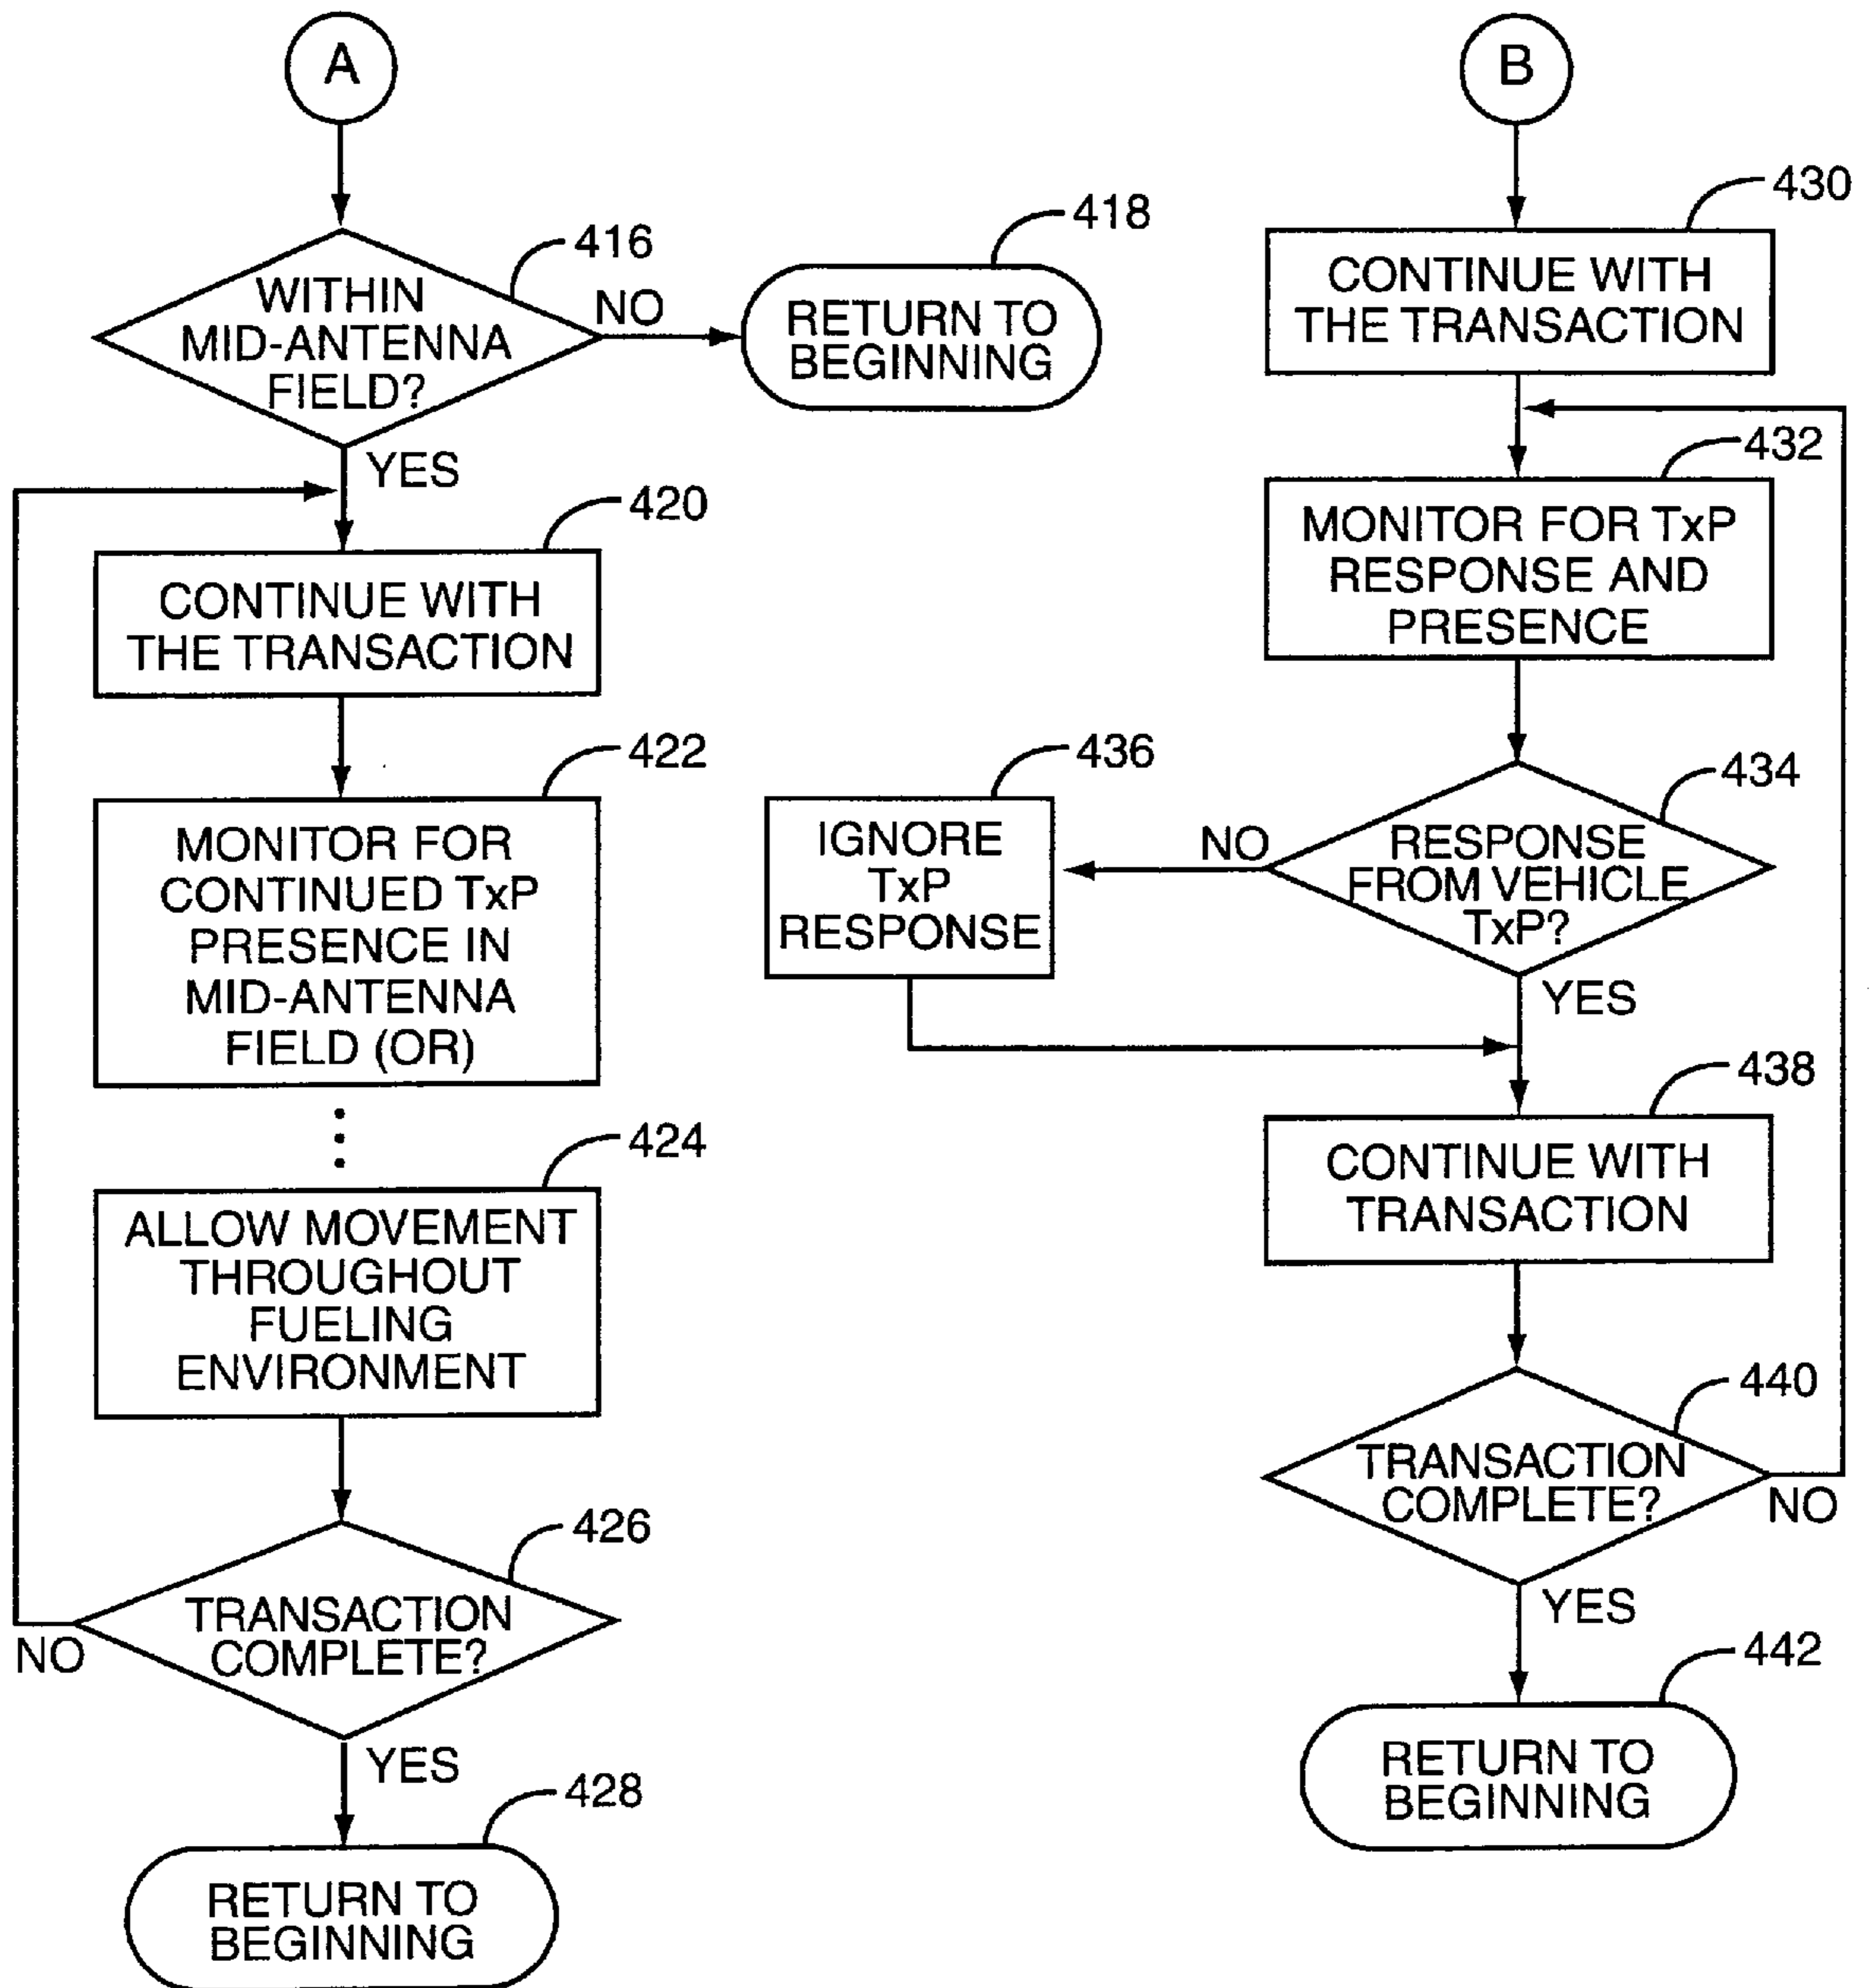 A
416
WITHIN
MID-ANTENNA
FIELD?
NO
YES
418
RETURN TO
BEGINNING
420
CONTINUE WITH
THE TRANSACTION
422
MONITOR FOR
CONTINUED TxP
PRESENCE IN
MID-ANTENNA
FIELD (OR)
424
ALLOW MOVEMENT
THROUGHOUT
FUELING
ENVIRONMENT
426
TRANSACTION
COMPLETE?
NO
YES
428
RETURN TO
BEGINNING
B
430
CONTINUE WITH
THE TRANSACTION
432
MONITOR FOR TxP
RESPONSE AND
PRESENCE
434
RESPONSE
FROM VEHICLE
TxP?
NO
YES
436
IGNORE
TxP
RESPONSE
438
CONTINUE WITH
TRANSACTION
440
TRANSACTION
COMPLETE?
NO
YES
442
RETURN TO
BEGINNING